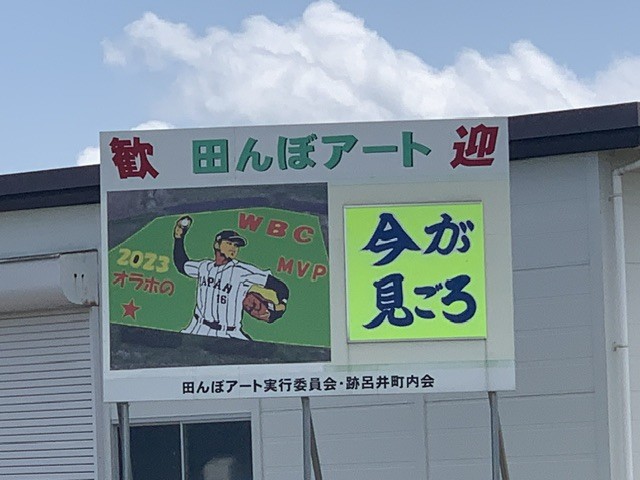 歓 田んぼアート 迎
WBC
MVP
2023
オラホの
★
JAPAN
16
今が
見ごろ
田んぼアート実行委員会・跡呂井町内会